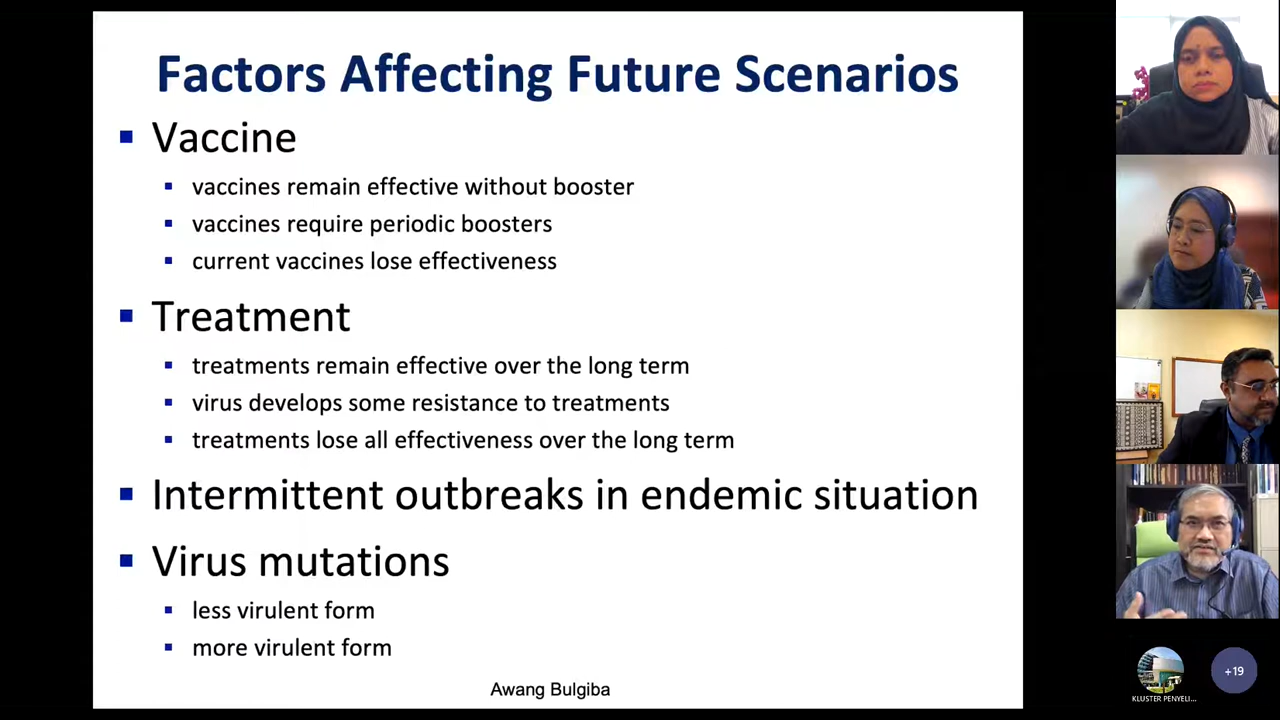 Factors Affecting Future Scenarios
Vaccine
vaccines remain effective without booster
vaccines require periodic boosters
current vaccines lose effectiveness
Treatment
treatments remain effective over the long term
virus develops some resistance to treatments
treatments lose all effectiveness over the long term
Intermittent outbreaks in endemic situation
Virus mutations
less virulent form
more virulent form
Awang Bulgiba
+19
KLUSTER PENYELI...